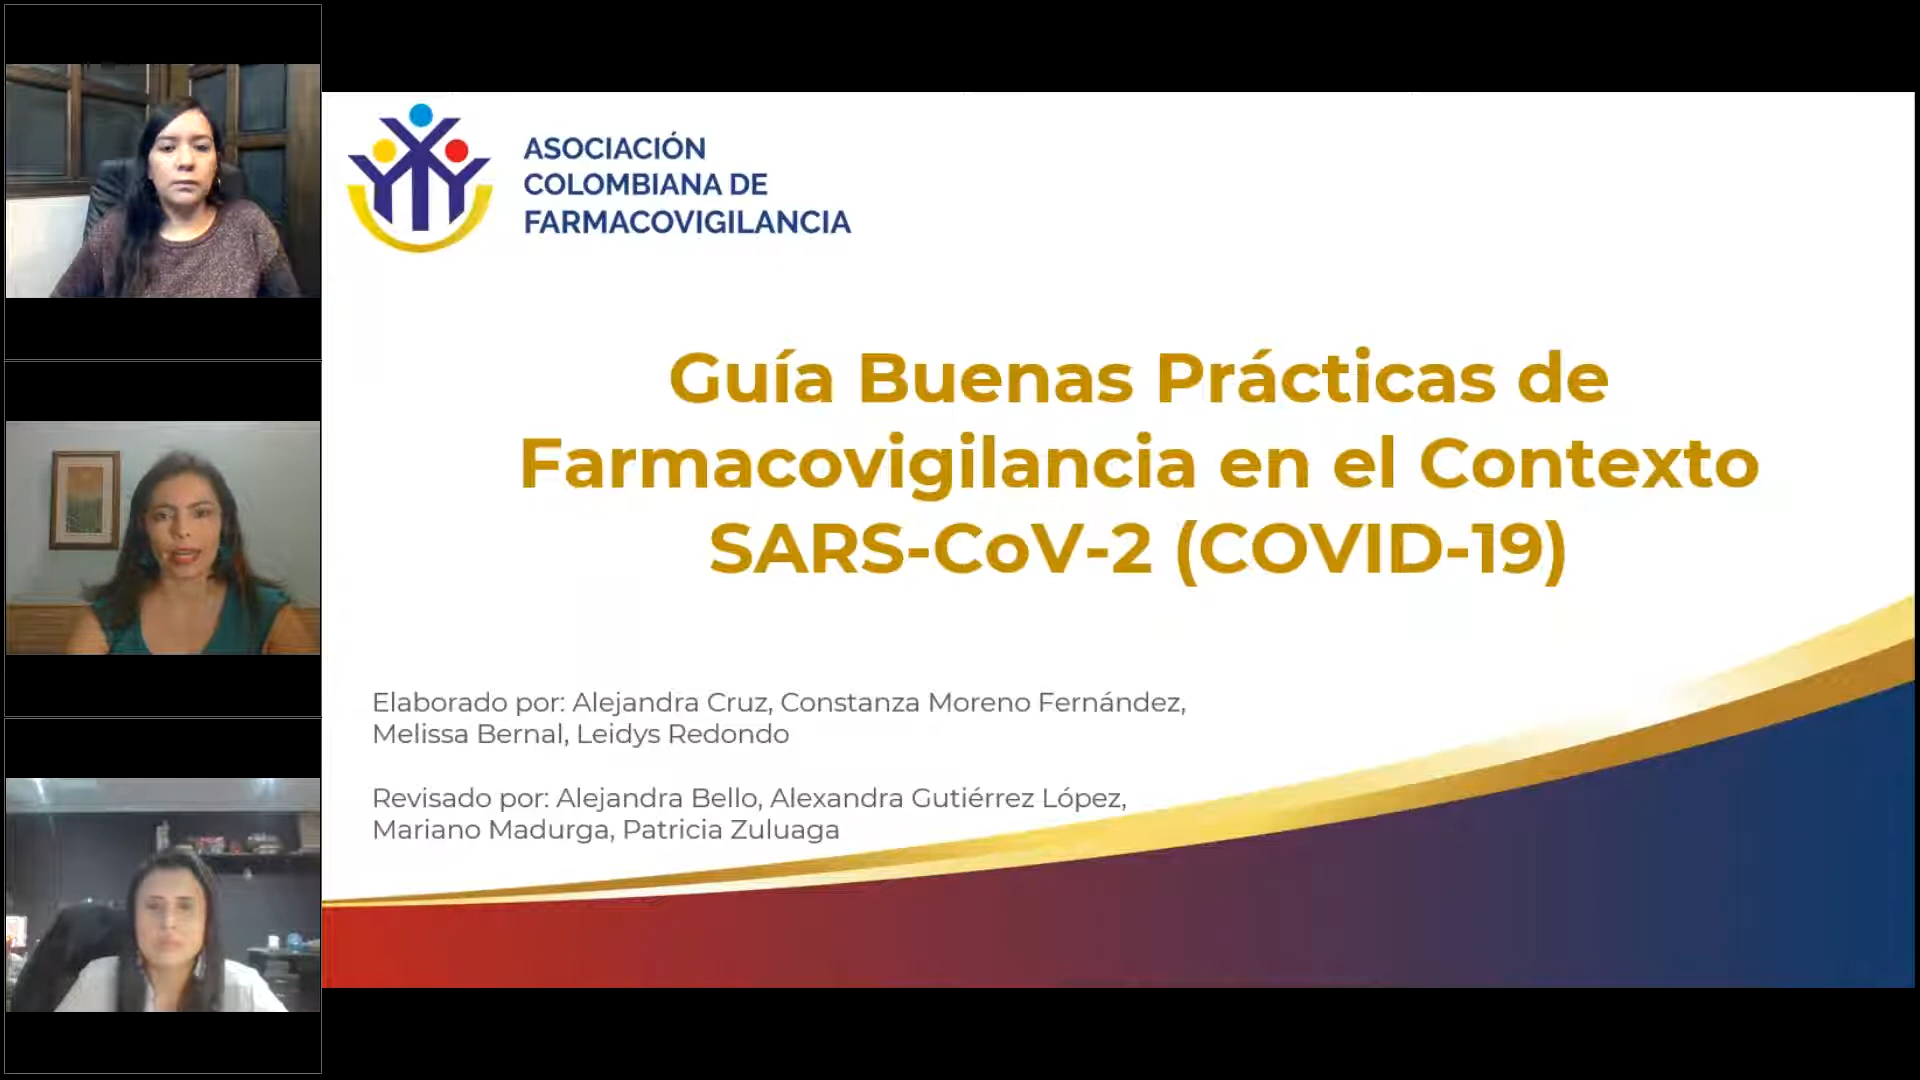 ASOCIACIÓN
COLOMBIANA DE
FARMACOVIGILANCIA
Guía Buenas Prácticas de
Farmacovigilancia en el Contexto
SARS-CoV-2 (COVID-19)
Elaborado por: Alejandra Cruz, Constanza Moreno Fernández,
Melissa Bernal, Leidys Redondo
Revisado por: Alejandra Bello, Alexandra Gutiérrez López,
Mariano Madurga, Patricia Zuluaga